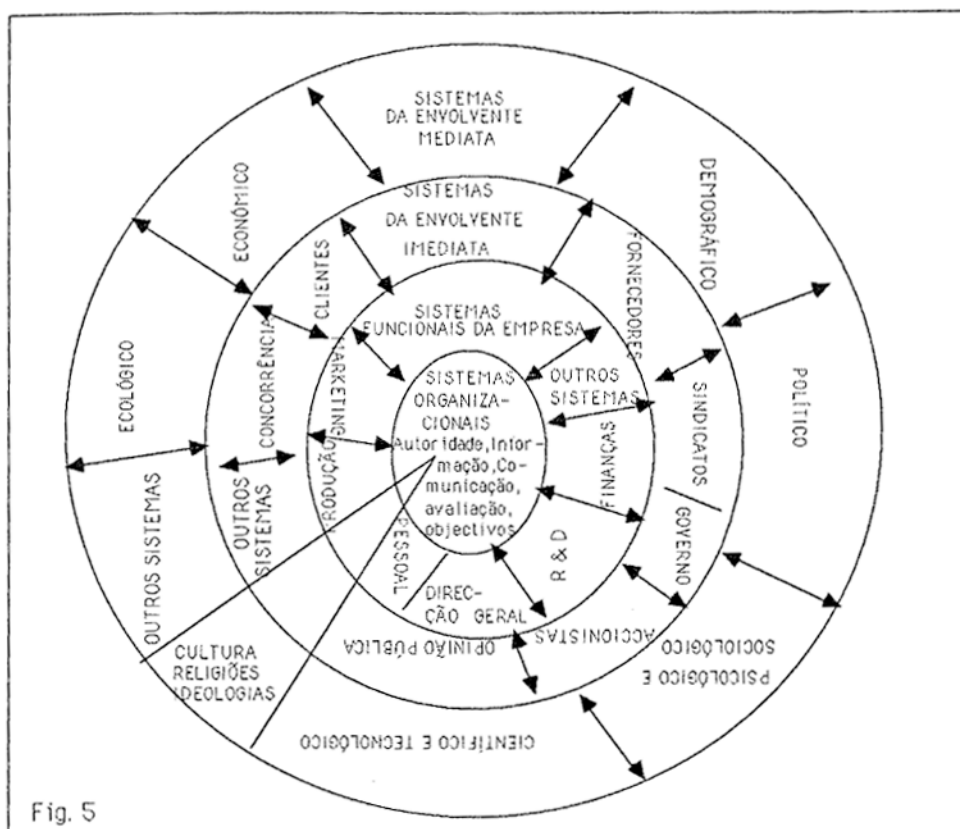 SISTEMAS
DA ENVOLVENTE
MEDIATA
SISTEMAS
DA ENVOLVENTE
IMEDIATA
SISTEMAS
FUNCIONAIS DA EMPRESA
SISTEMAS
ORGANIZA-
CIONAIS
Autoridade,Infor-
mação,Co-
municação,
avaliação,
objectivos
ECONÓMICO
DEMOGRÁFICO
POLÍTICO
PSICOLÓGICO E
SOCIOLÓGICO
CIENTÍFICO E TECNOLÓGICO
CULTURA
RELIGIÕES
IDEOLOGIAS
OUTROS SISTEMAS
ECOLÓGICO
CLIENTES
FORNECEDORES
SINDICATOS
GOVERNO
ACCIONISTAS
OPINIÃO PÚBLICA
OUTROS
SISTEMAS
CONCORRÊNCIA
MARKETING
OUTROS
SISTEMAS
FINANÇAS
R & D
DIREC-
ÇÃO GERAL
PESSOAL
PRODUÇÃO
Fig. 5